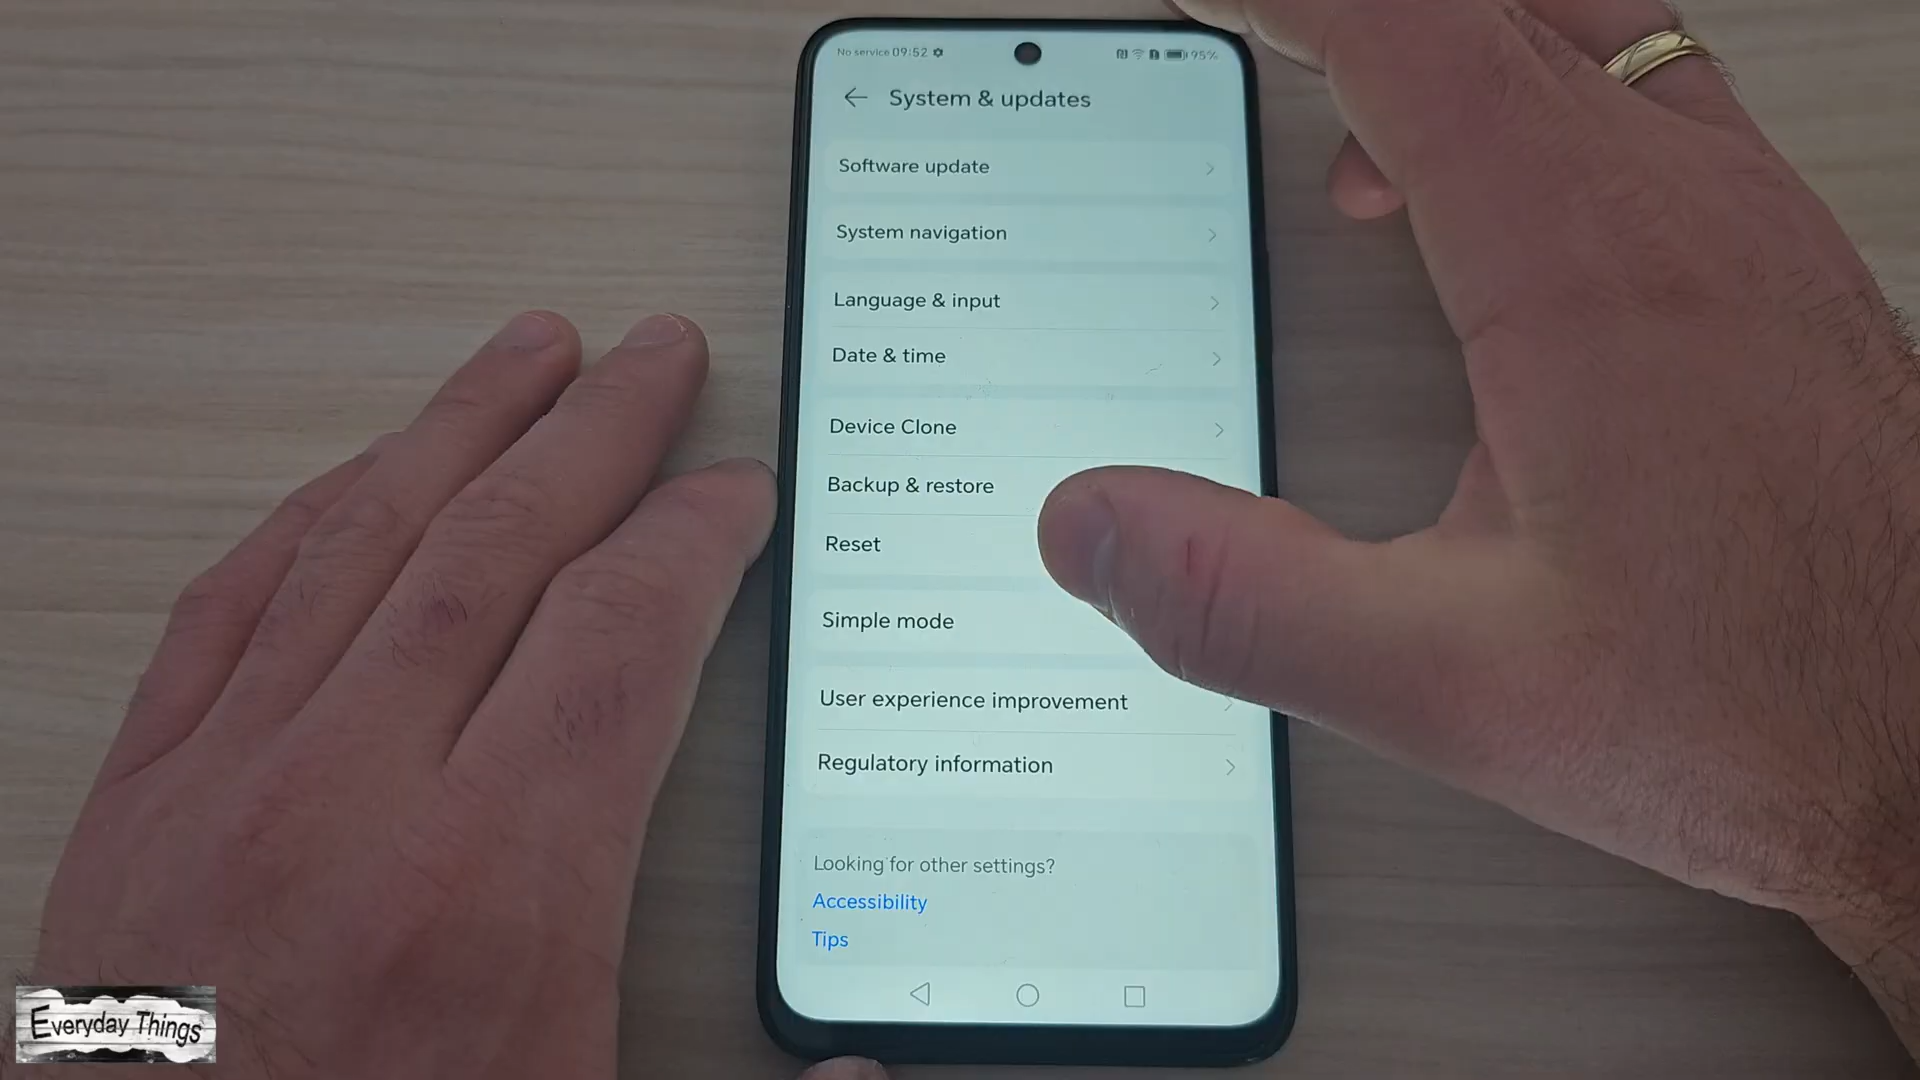 No service 09:52
95%
System & updates
Software update
System navigation
Language & input
Date & time
Device Clone
Backup & restore
Reset
Simple mode
User experience improvement
Regulatory information
Looking for other settings?
Accessibility
Tips
Everyday Things